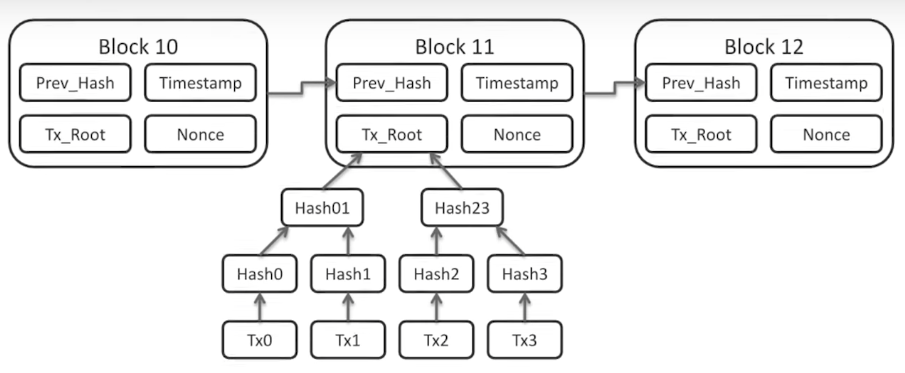 Block 10
Block 11
Block 12
Prev_Hash
Timestamp
Prev_Hash
Timestamp
Prev_Hash
Timestamp
Tx_Root
Nonce
Tx_Root
Nonce
Tx_Root
Nonce
Hash01
Hash23
Hash0
Hash1
Hash2
Hash3
Tx0
Tx1
Tx2
Tx3